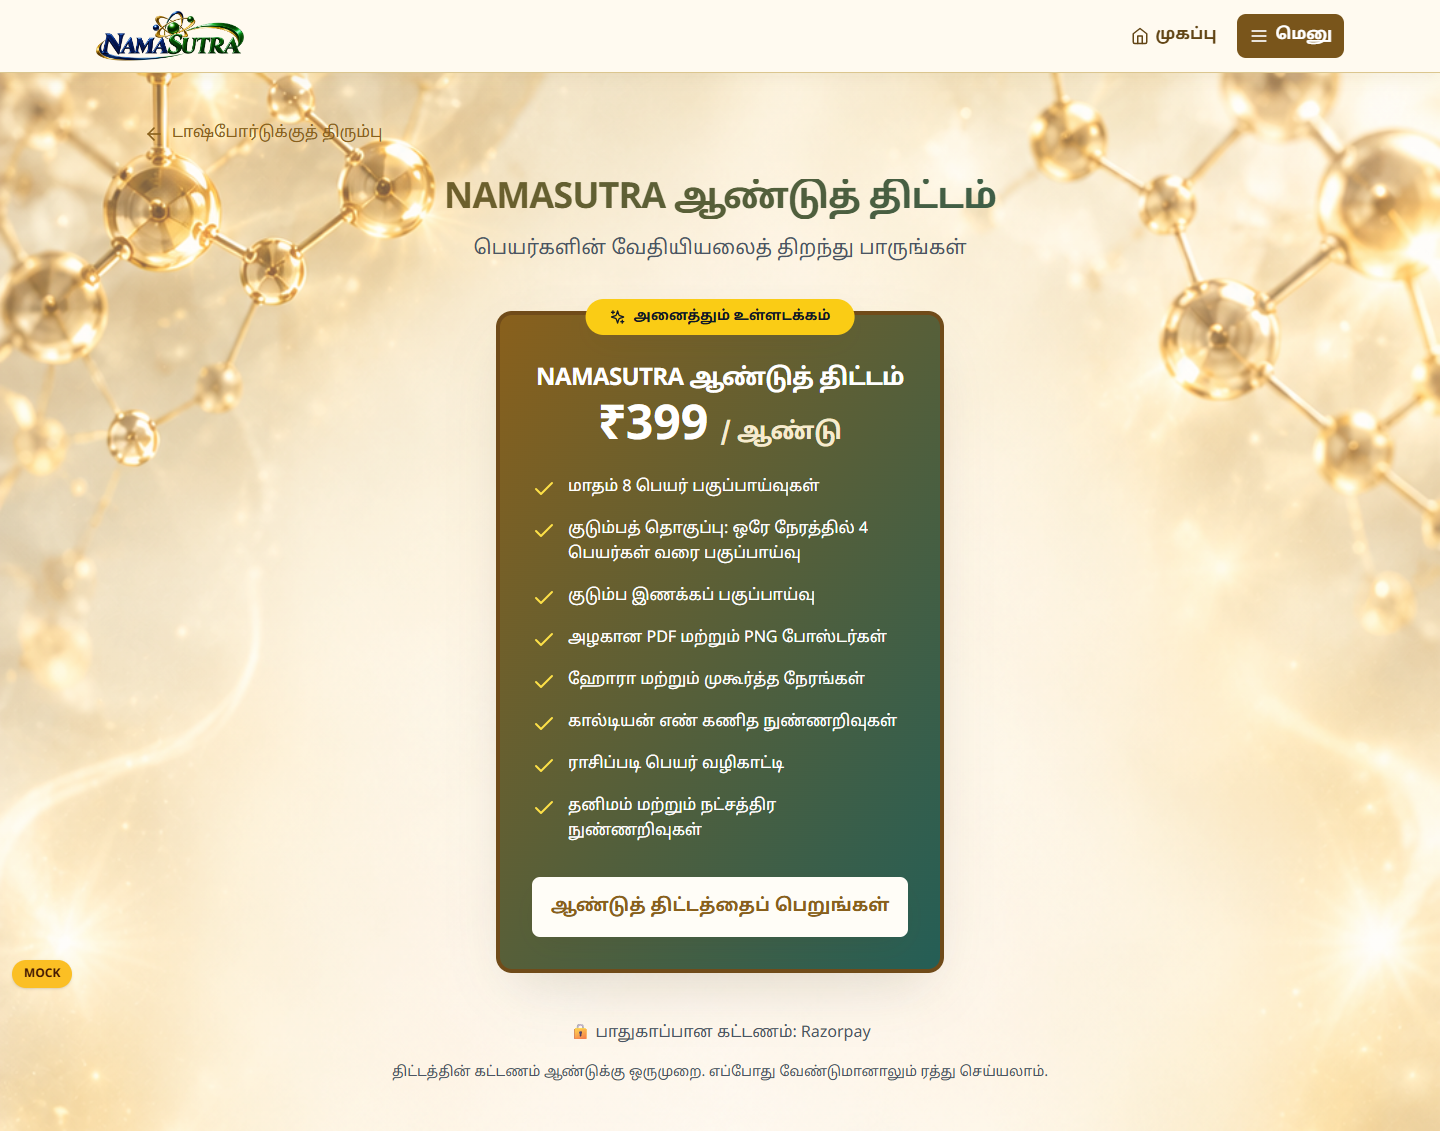 NAMASUTRA
முகப்பு
மெனு
டாஷ்போர்டுக்குத் திரும்பு
NAMASUTRA ஆண்டுத் திட்டம்
பெயர்களின் வேதியியலைத் திறந்து பாருங்கள்
அனைத்தும் உள்ளடக்கம்
NAMASUTRA ஆண்டுத் திட்டம்
₹399 / ஆண்டு
மாதம் 8 பெயர் பகுப்பாய்வுகள்
குடும்பத் தொகுப்பு: ஒரே நேரத்தில் 4
பெயர்கள் வரை பகுப்பாய்வு
குடும்ப இணக்கப் பகுப்பாய்வு
அழகான PDF மற்றும் PNG போஸ்டர்கள்
ஹோரா மற்றும் முகூர்த்த நேரங்கள்
கால்டியன் எண் கணித நுண்ணறிவுகள்
ராசிப்படி பெயர் வழிகாட்டி
தனிமம் மற்றும் நட்சத்திர
நுண்ணறிவுகள்
ஆண்டுத் திட்டத்தைப் பெறுங்கள்
MOCK
பாதுகாப்பான கட்டணம்: Razorpay
திட்டத்தின் கட்டணம் ஆண்டுக்கு ஒருமுறை. எப்போது வேண்டுமானாலும் ரத்து செய்யலாம்.